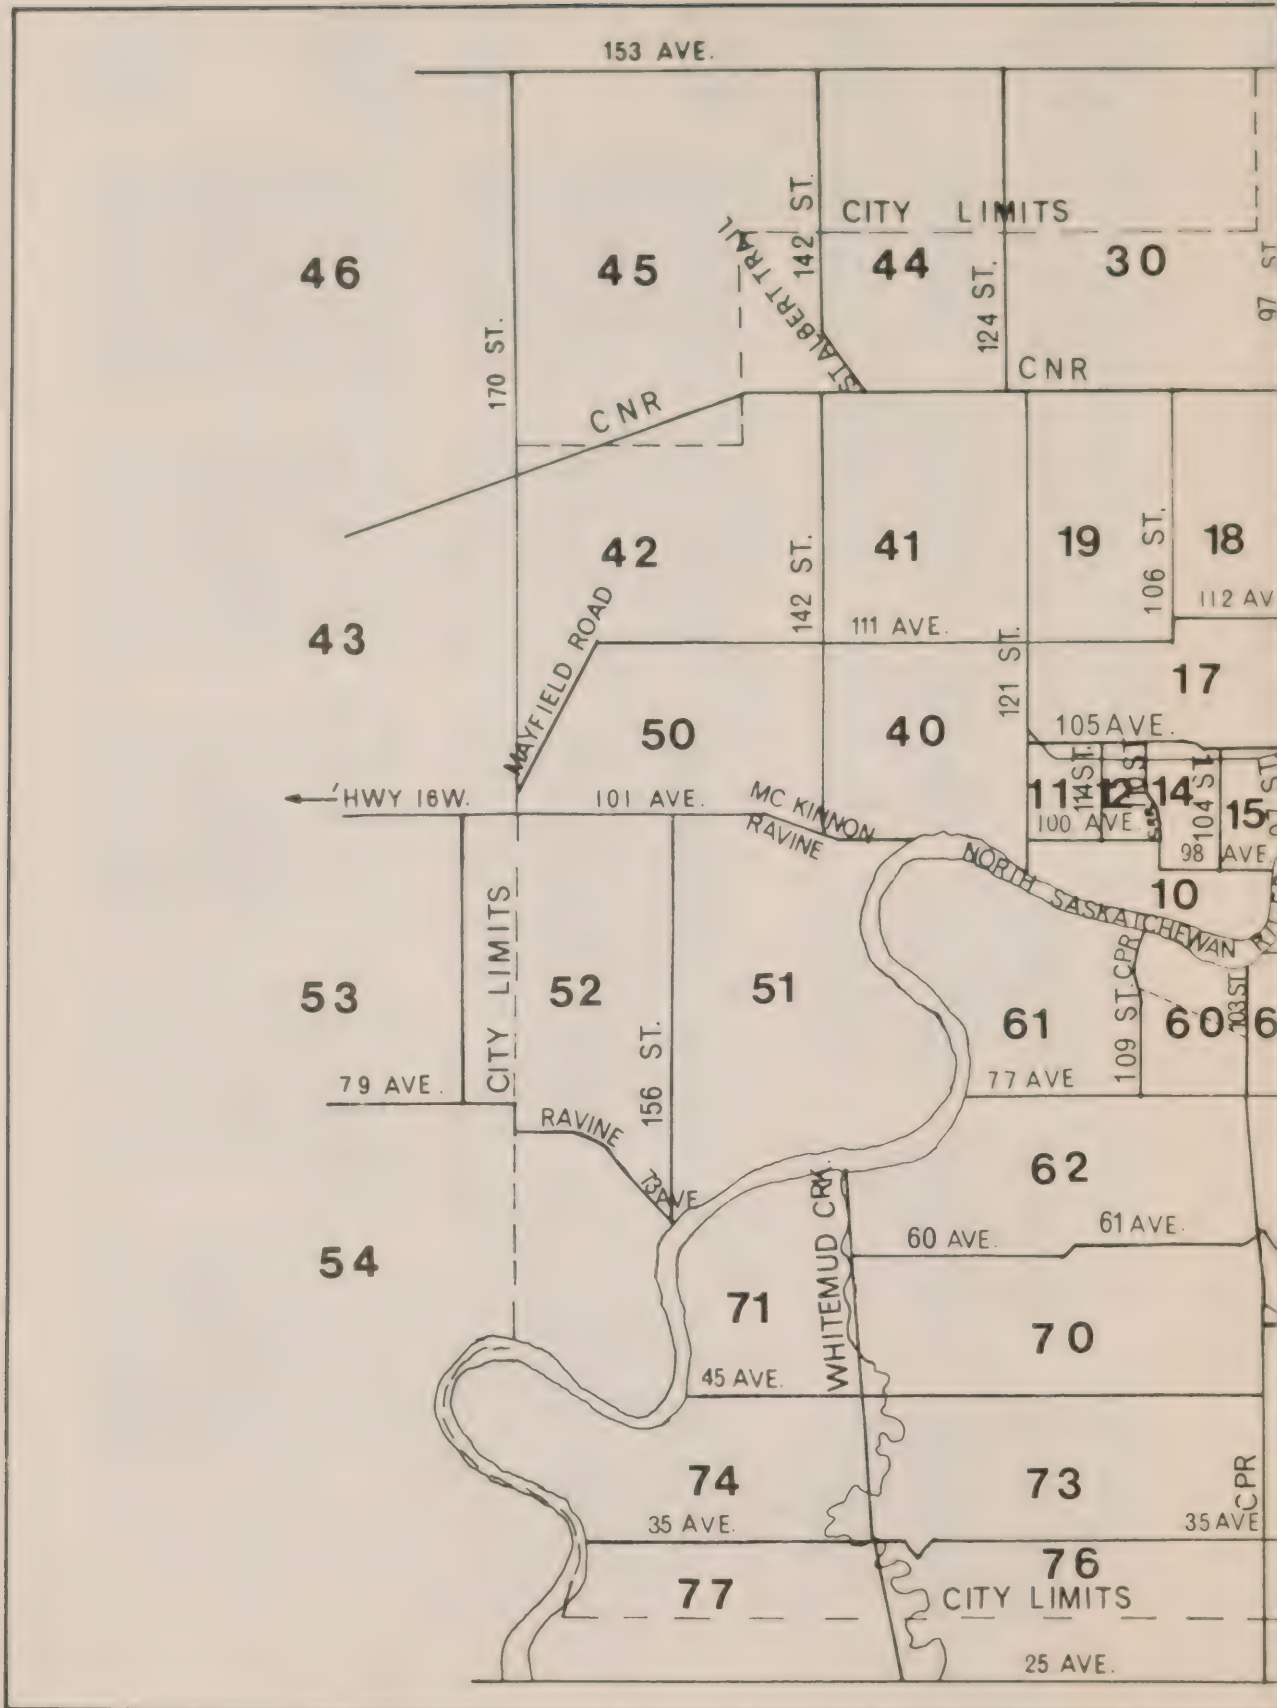 153 AVE.
142 ST.
CITY LIMITS
ST. ALBERT TRAIL
46
45
44
30
124 ST.
97 ST
170 ST.
CNR
CNR
42
41
19
106 ST.
18
142 ST.
112 AV
43
MAYFIELD ROAD
111 AVE.
121 ST.
17
50
40
105 AVE.
HWY 16W.
101 AVE.
MC KINNON
RAVINE
11
114 ST.
12
14
104 ST
15
97 ST
100 AVE.
98 AVE.
10
NORTH SASKATCHEWAN
CITY LIMITS
53
52
51
61
109 ST.
CPR
60
103 ST
6
156 ST.
79 AVE.
77 AVE
RAVINE
73 AVE
62
54
60 AVE.
61 AVE.
WHITEMUD CRK.
71
70
45 AVE.
74
73
CPR
35 AVE.
35 AVE
76
77
CITY LIMITS
25 AVE.